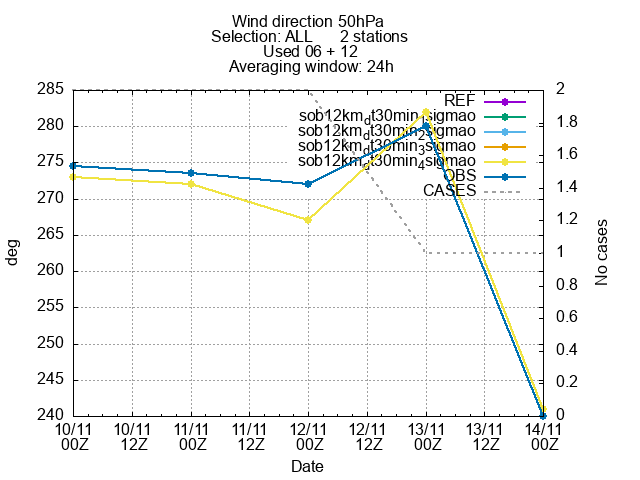 Wind direction 50hPa
Selection: ALL 2 stations
Used 06 + 12
Averaging window: 24h
285
280
275
270
265
260
255
250
245
240
deg
2
1.8
1.6
1.4
1.2
1
0.8
0.6
0.4
0.2
0
No cases
REF
sob12km_dt30min_1sigmao
sob12km_dt30min_2sigmao
sob12km_dt30min_3sigmao
sob12km_dt30min_4sigmao
OBS
CASES
10/11 10/11 11/11 11/11 12/11 12/11 13/11 13/11 14/11
00Z 12Z 00Z 12Z 00Z 12Z 00Z 12Z 00Z
Date